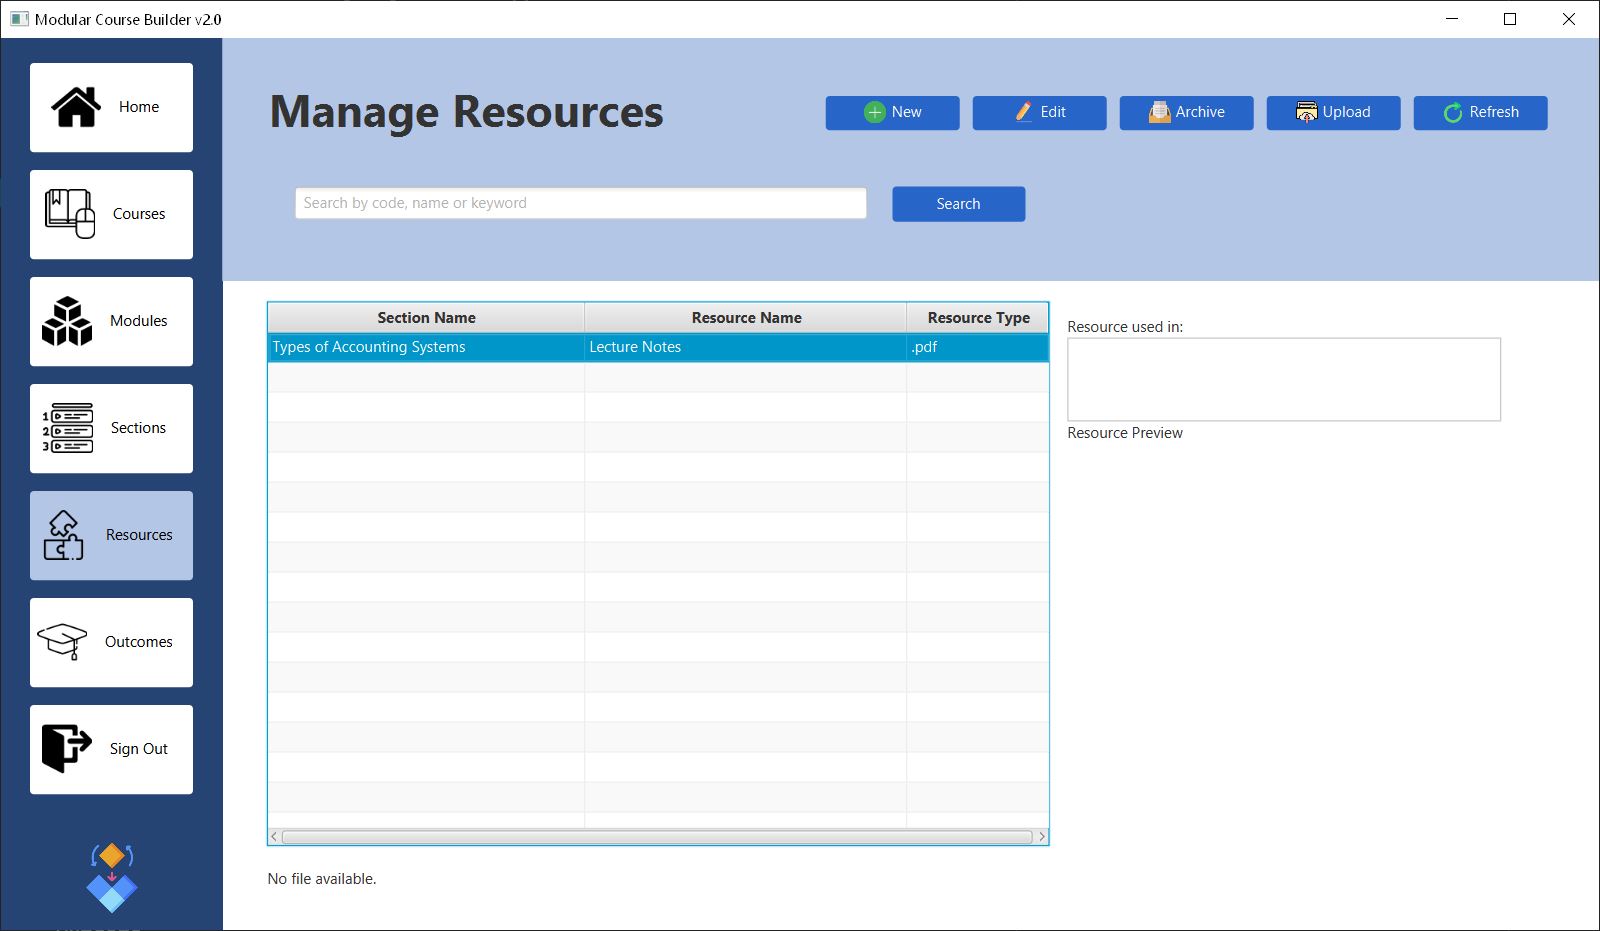 Modular Course Builder v2.0
Home
Courses
Modules
Sections
Resources
Outcomes
Sign Out
Manage Resources
New
Edit
Archive
Upload
Refresh
Search by code, name or keyword
Search
Section Name Resource Name Resource Type
Types of Accounting Systems Lecture Notes .pdf
Resource used in:
Resource Preview
No file available.